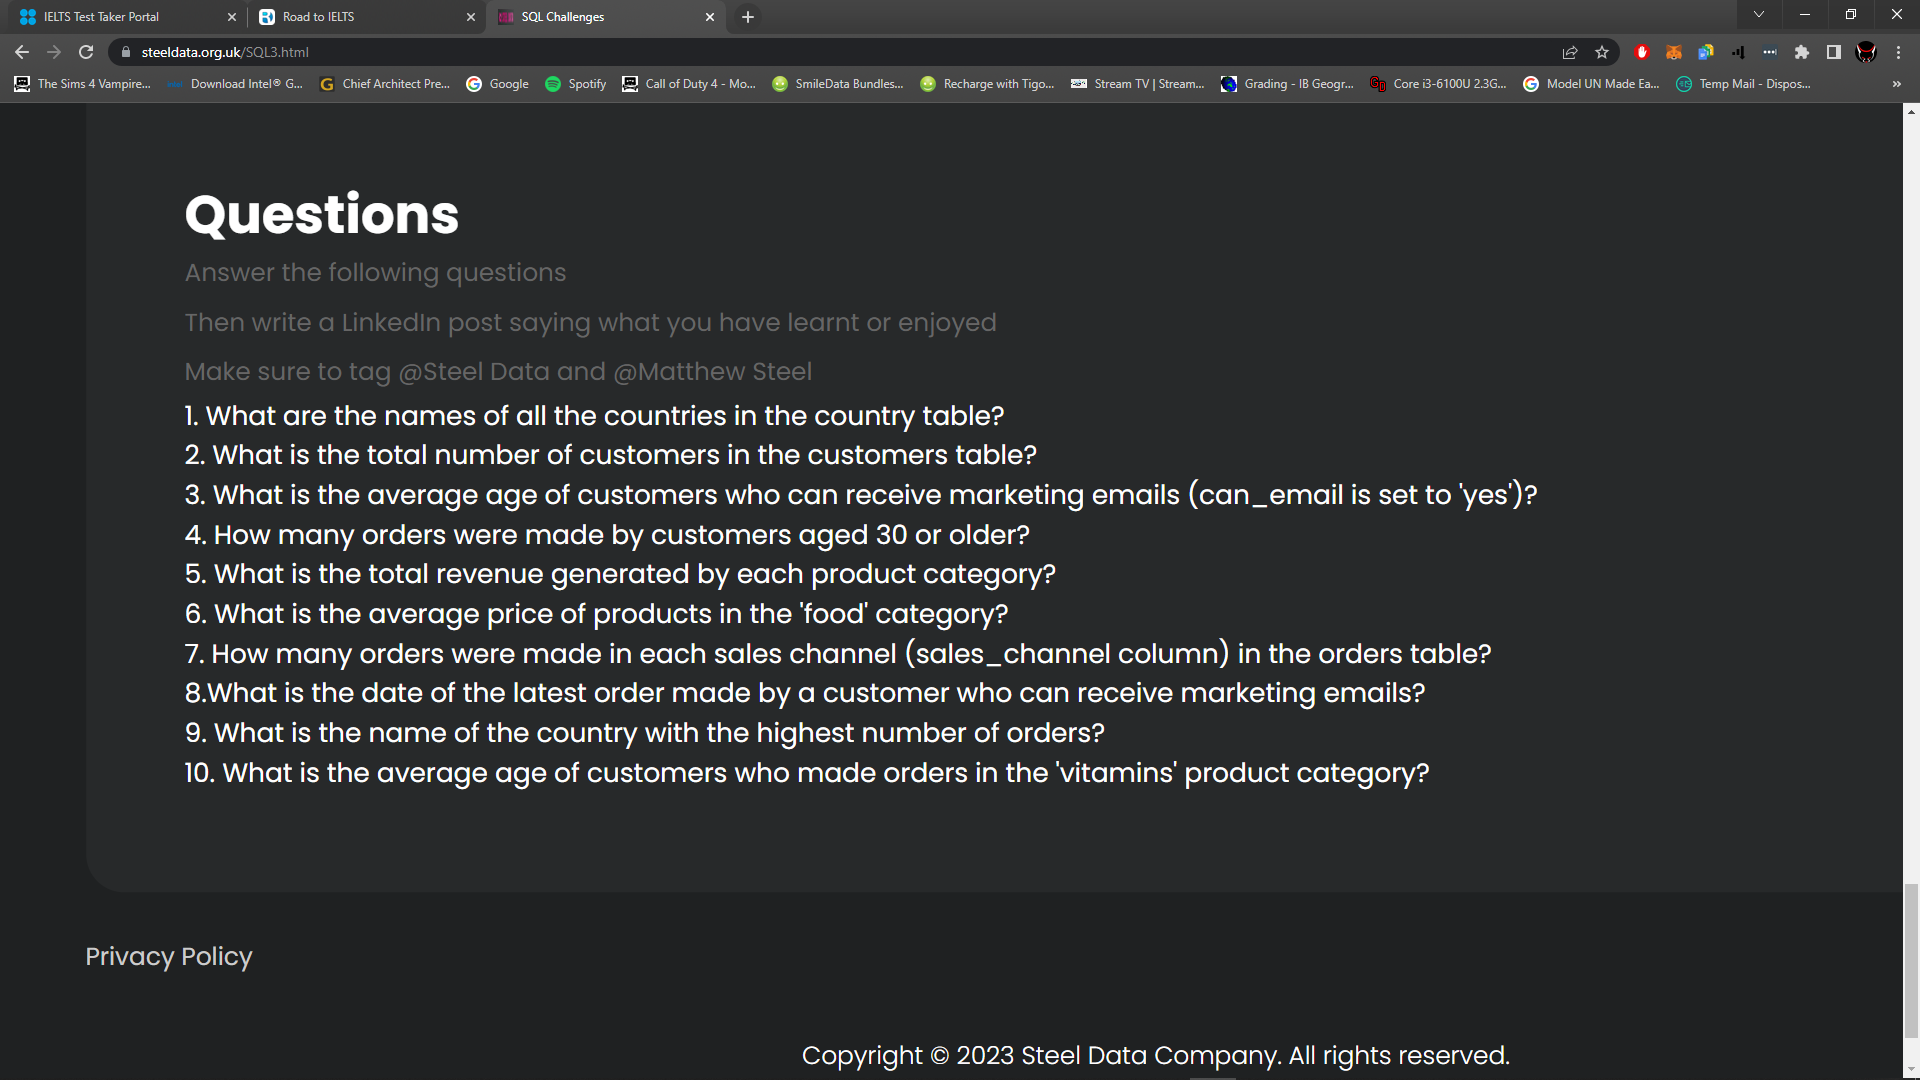 IELTS Test Taker Portal
Road to IELTS
SQL Challenges
steeldata.org.uk/SQL3.html
The Sims 4 Vampire...
Download Intel® G...
Chief Architect Pre...
Google
Spotify
Call of Duty 4 - Mo...
SmileData Bundles...
Recharge with Tigo...
Stream TV | Stream...
Grading - IB Geogr...
Core i3-6100U 2.3G...
Model UN Made Ea...
Temp Mail - Dispos...
Questions
Answer the following questions
Then write a LinkedIn post saying what you have learnt or enjoyed
Make sure to tag @Steel Data and @Matthew Steel
1. What are the names of all the countries in the country table?
2. What is the total number of customers in the customers table?
3. What is the average age of customers who can receive marketing emails (can_email is set to 'yes')?
4. How many orders were made by customers aged 30 or older?
5. What is the total revenue generated by each product category?
6. What is the average price of products in the 'food' category?
7. How many orders were made in each sales channel (sales_channel column) in the orders table?
8.What is the date of the latest order made by a customer who can receive marketing emails?
9. What is the name of the country with the highest number of orders?
10. What is the average age of customers who made orders in the 'vitamins' product category?
Privacy Policy
Copyright © 2023 Steel Data Company. All rights reserved.